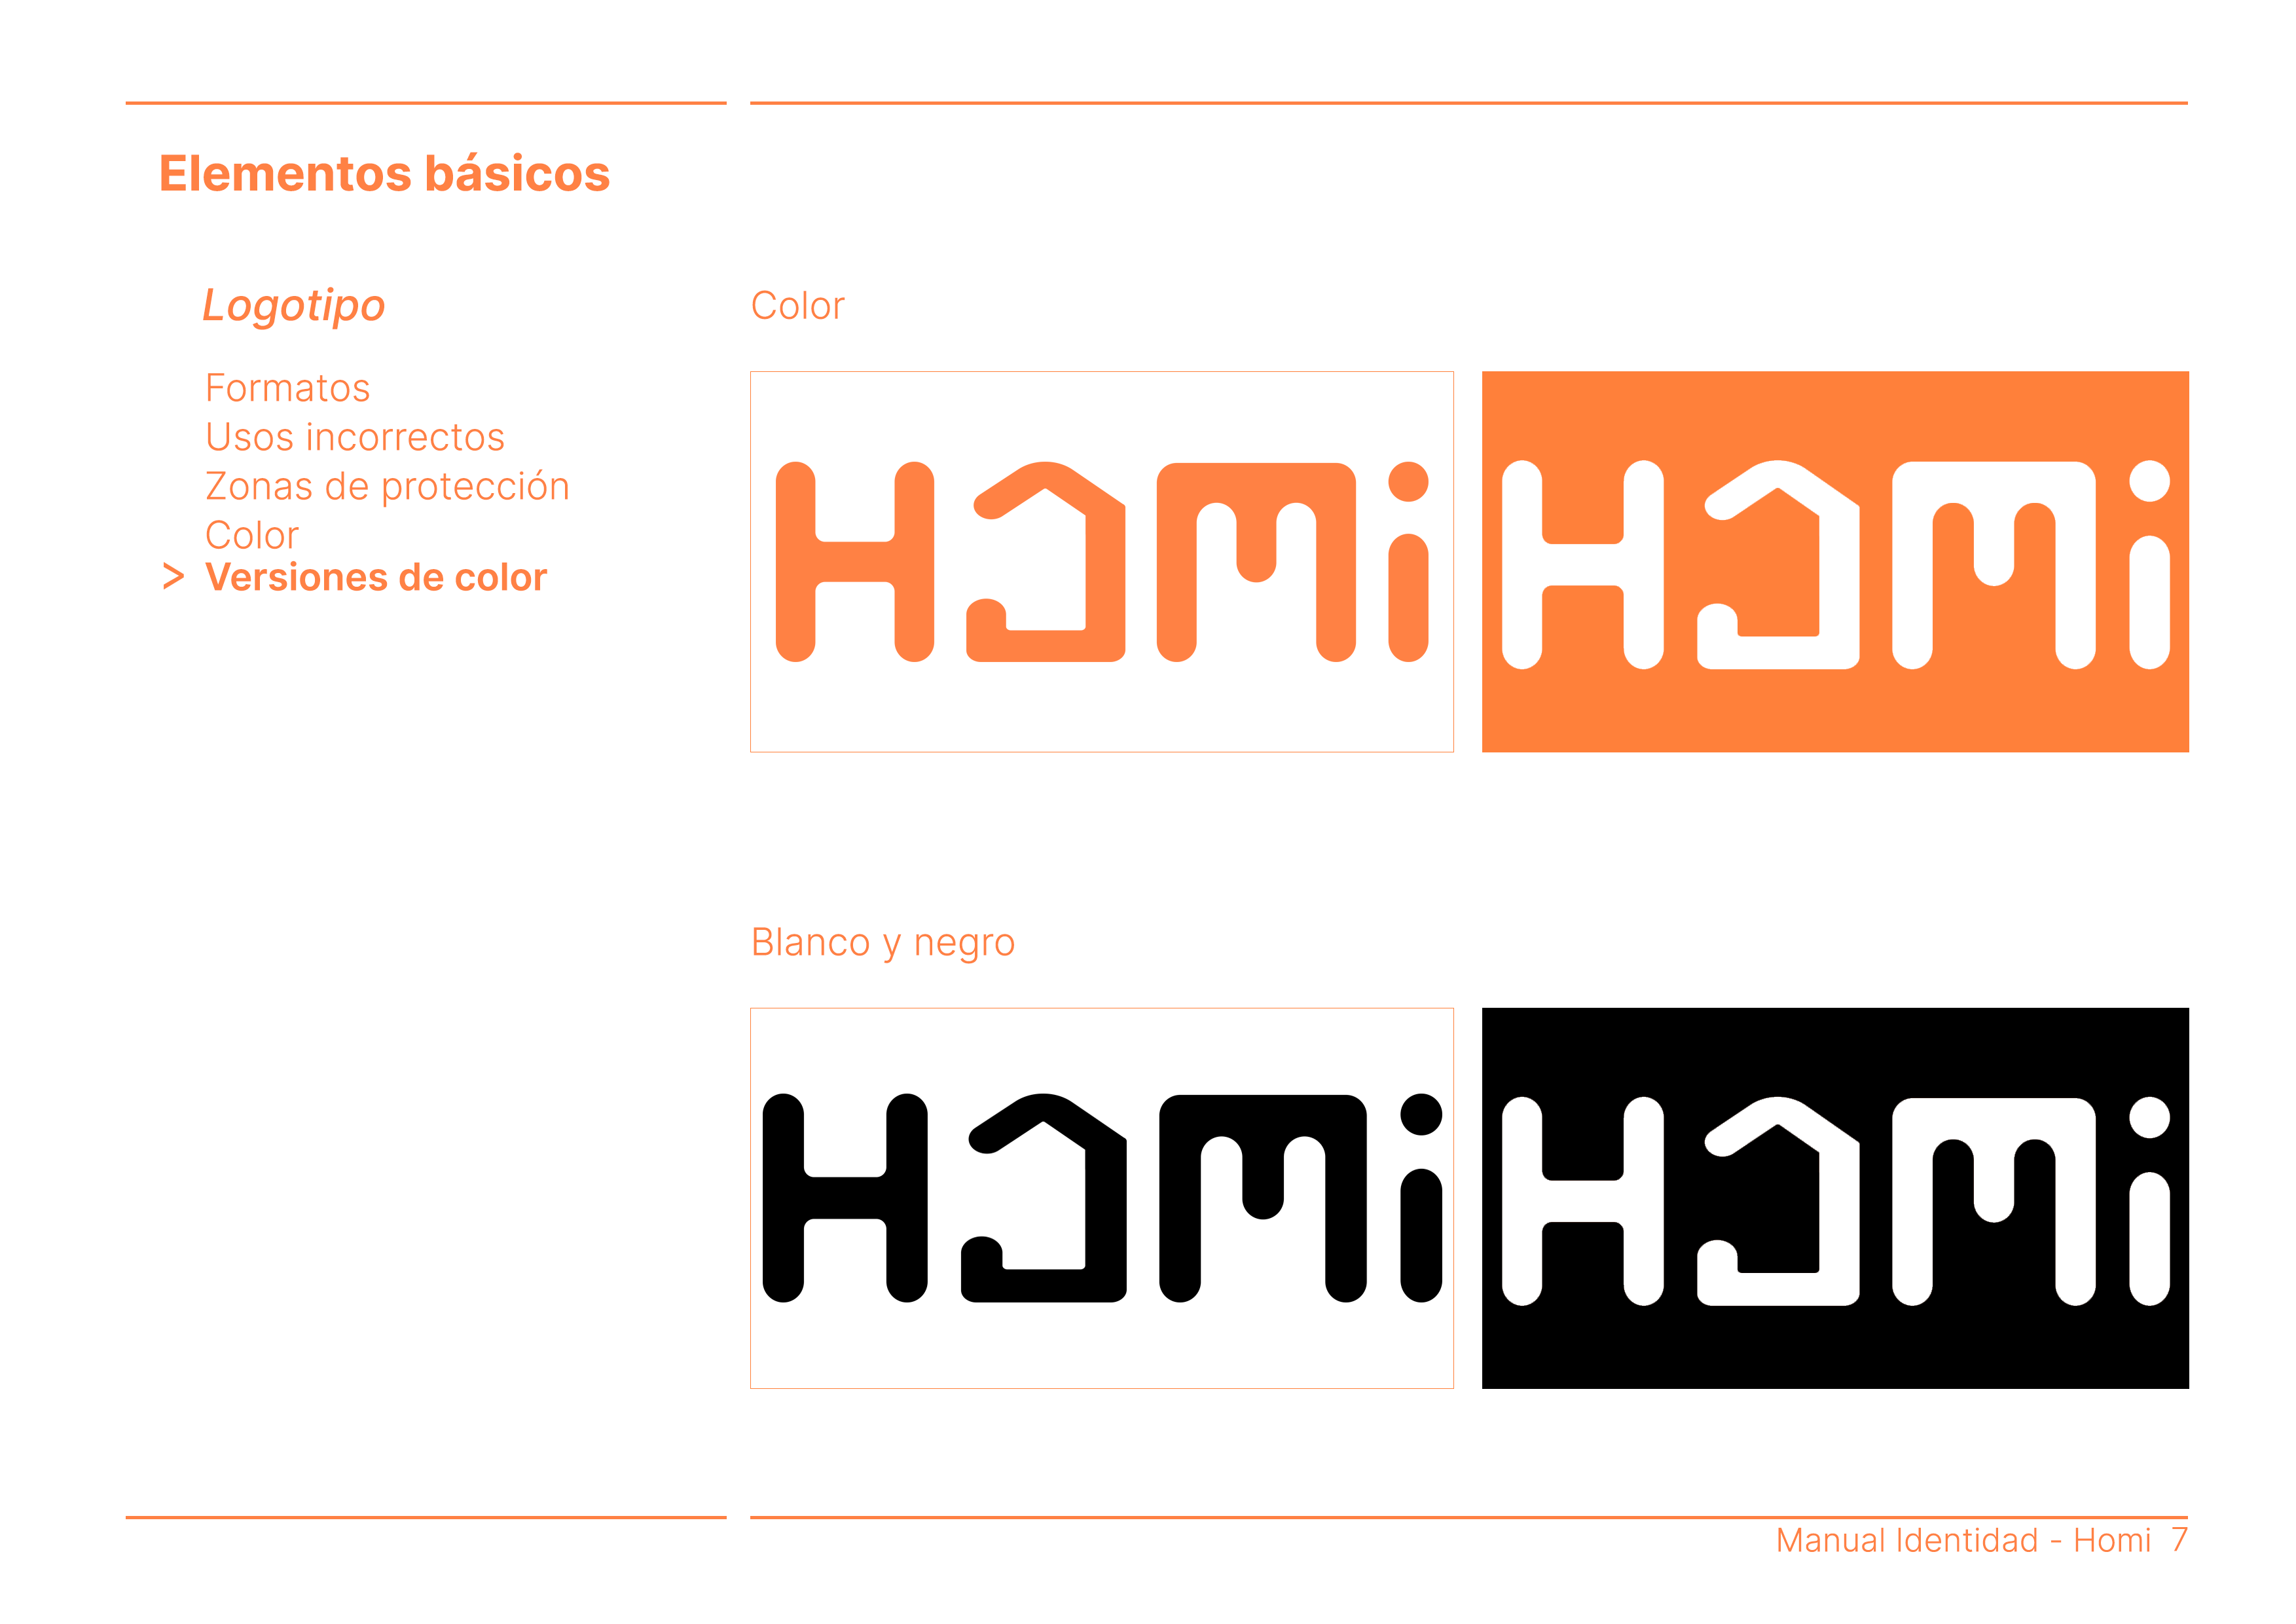 Elementos básicos
Logotipo
Formatos
Usos incorrectos
Zonas de protección
Color
> Versiones de color
Color
HOMi
HOMi
Blanco y negro
HOMi
HOMi
Manual Identidad - Homi 7